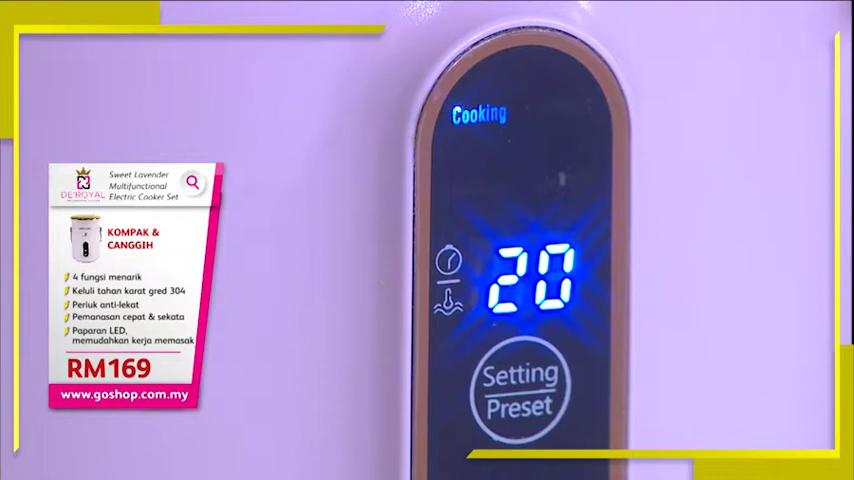 Sweet Lavender
Multifunctional
Electric Cooker Set
DE'ROYAL
KOMPAK &
CANGGIH
4 fungsi menarik
Keluli tahan karat gred 304
Periuk anti-lekat
Pemanasan cepat & sekata
Paparan LED,
memudahkan kerja memasak
RM169
www.goshop.com.my
Cooking
20
Setting
Preset